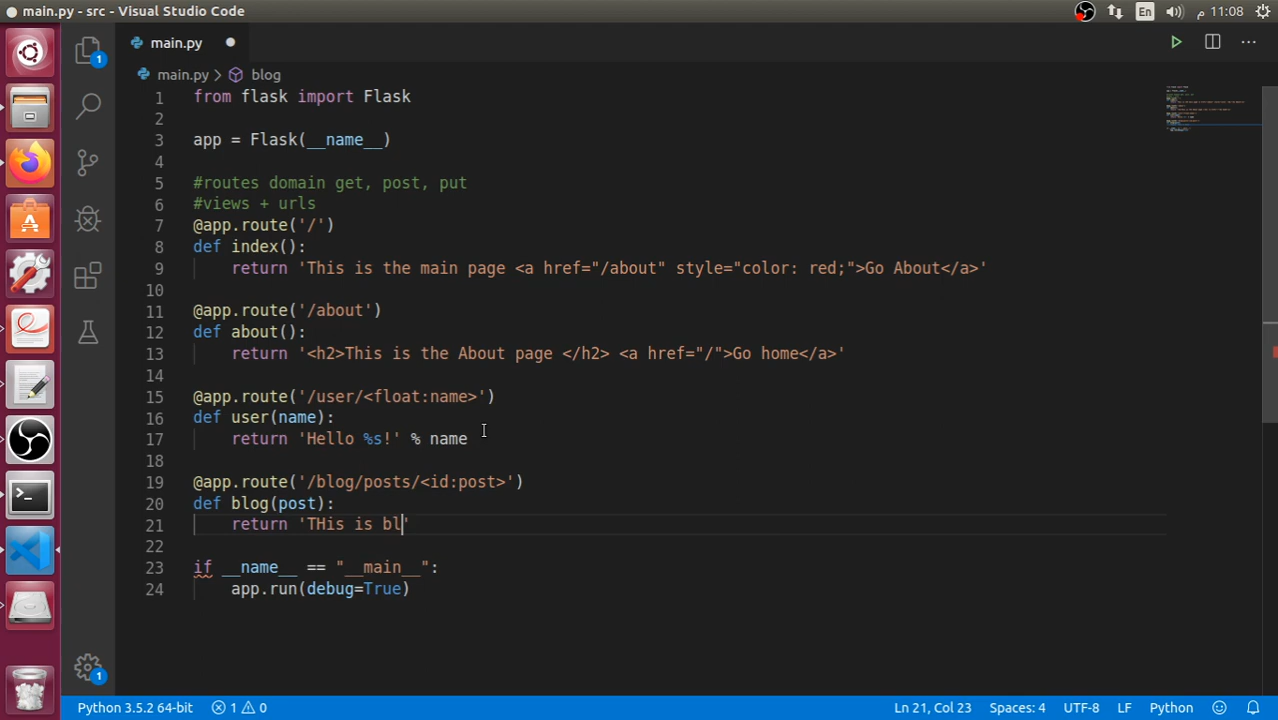 main.py - src - Visual Studio Code
En
11:08 م
main.py
main.py > blog
1 from flask import Flask
2
3 app = Flask(__name__)
4
5 #routes domain get, post, put
6 #views + urls
7 @app.route('/')
8 def index():
9 return 'This is the main page <a href="/about" style="color: red;">Go About</a>'
10
11 @app.route('/about')
12 def about():
13 return '<h2>This is the About page </h2> <a href="/">Go home</a>'
14
15 @app.route('/user/<float:name>')
16 def user(name):
17 return 'Hello %s!' % name
18
19 @app.route('/blog/posts/<id:post>')
20 def blog(post):
21 return 'THis is bl'
22
23 if __name__ == "__main__":
24 app.run(debug=True)
1
1
Python 3.5.2 64-bit 1 0 Ln 21, Col 23 Spaces: 4 UTF-8 LF Python